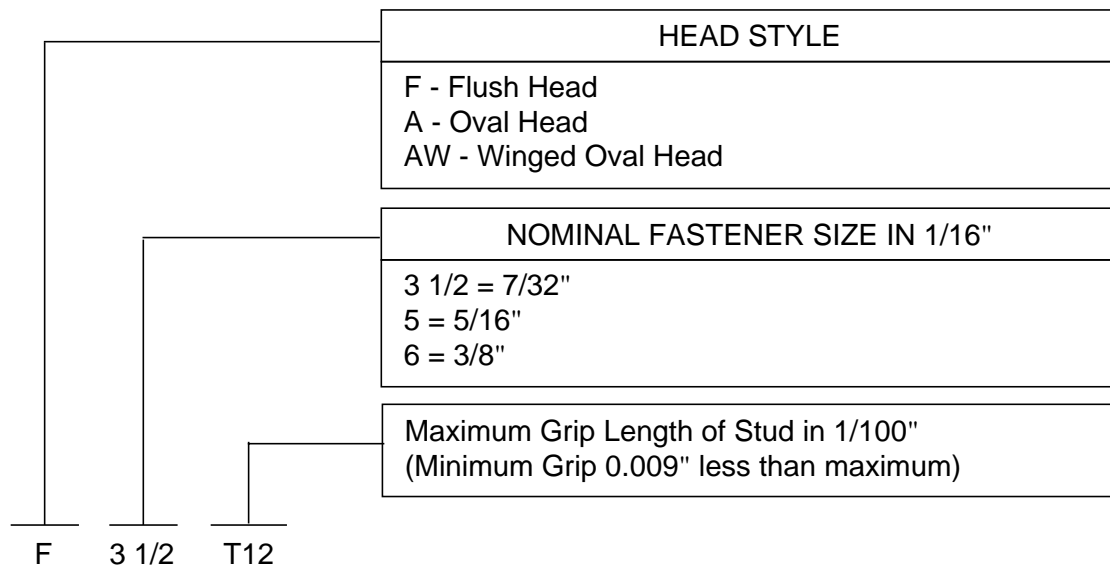 HEAD STYLE
F - Flush Head
A - Oval Head
AW - Winged Oval Head
NOMINAL FASTENER SIZE IN 1/16"
3 1/2 = 7/32"
5 = 5/16"
6 = 3/8"
Maximum Grip Length of Stud in 1/100"
(Minimum Grip 0.009" less than maximum)
F 3 1/2 T12